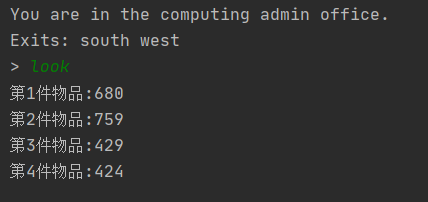 You are in the computing admin office.
Exits: south west
> look
第1件物品:680
第2件物品:759
第3件物品:429
第4件物品:424